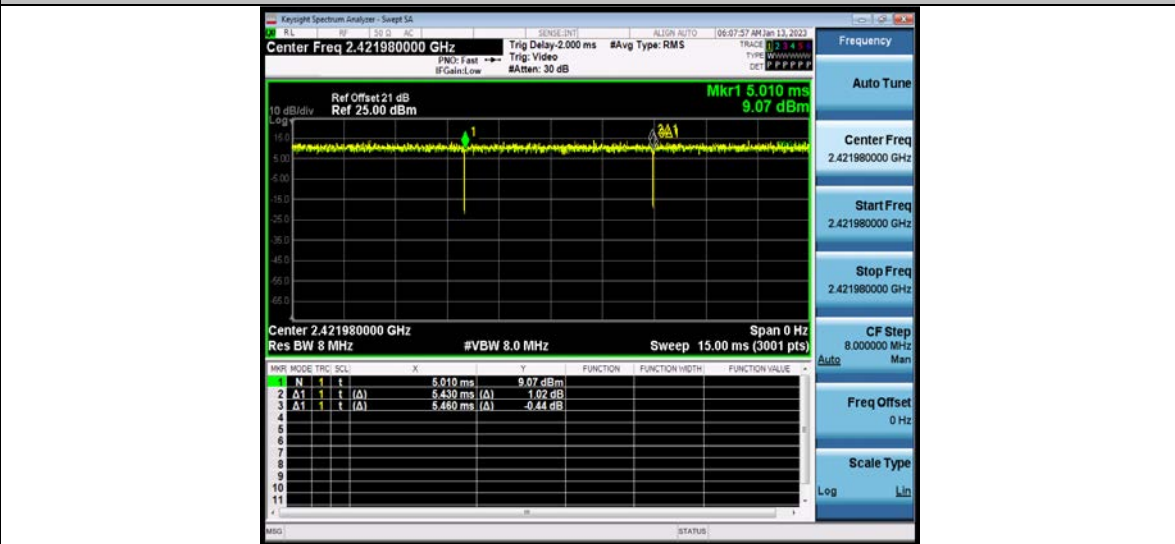 Keysight Spectrum Analyzer - Swept SA
RL RF 50 Ω AC SENSE:INT ALIGN AUTO 06:07:57 AM Jan 13, 2023
Center Freq 2.421980000 GHz
PNO: Fast
IFGain:Low
Trig Delay-2.000 ms
Trig: Video
#Atten: 30 dB
#Avg Type: RMS
TRACE 1 2 3 4 5 6
TYPE WWWWWW
DET P P P P P P
Frequency
Mkr1 5.010 ms
9.07 dBm
Ref Offset 21 dB
10 dB/div Ref 25.00 dBm
Log
15.0
5.00
-5.00
-15.0
-25.0
-35.0
-45.0
-55.0
-65.0
1
3Δ1
Center 2.421980000 GHz Span 0 Hz
Res BW 8 MHz #VBW 8.0 MHz Sweep 15.00 ms (3001 pts)
MKR MODE TRC SCL X Y FUNCTION FUNCTION WIDTH FUNCTION VALUE
1 N 1 t 5.010 ms 9.07 dBm
2 Δ1 1 t (Δ) 5.430 ms (Δ) 1.02 dB
3 Δ1 1 t (Δ) 5.460 ms (Δ) -0.44 dB
4
5
6
7
8
9
10
11
MSG STATUS
Auto Tune
Center Freq
2.421980000 GHz
Start Freq
2.421980000 GHz
Stop Freq
2.421980000 GHz
CF Step
8.000000 MHz
Auto Man
Freq Offset
0 Hz
Scale Type
Log Lin